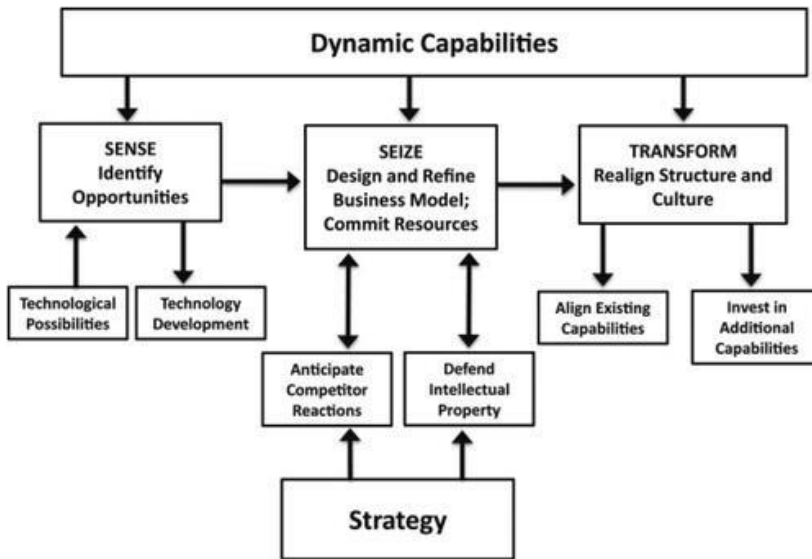 Dynamic Capabilities
SENSE
Identify
Opportunities
SEIZE
Design and Refine
Business Model;
Commit Resources
TRANSFORM
Realign Structure and
Culture
Technological
Possibilities
Technology
Development
Anticipate
Competitor
Reactions
Defend
Intellectual
Property
Align Existing
Capabilities
Invest in
Additional
Capabilities
Strategy